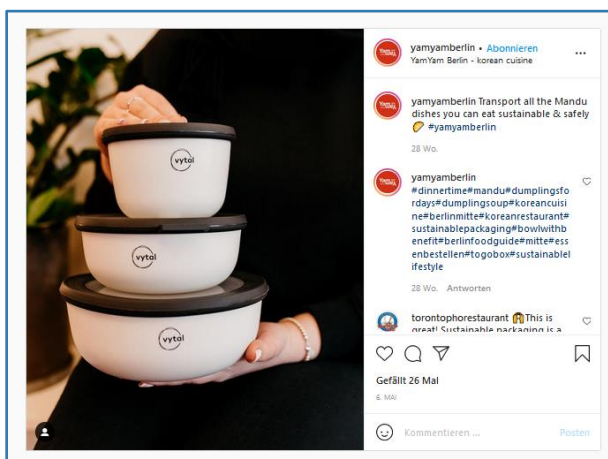 vytal
vytal
vytal
yamyamberlin • Abonnieren
YamYam Berlin - korean cuisine
yamyamberlin Transport all the Mandu
dishes you can eat sustainable & safely
🥟 #yamyamberlin
28 Wo.
yamyamberlin
#dinnertime#mandu#dumplingsfo
rdays#dumplingsoup#koreancuisi
ne#berlinmitte#koreanrestaurant#
sustainablepackaging#bowlwithb
enefit#berlinfoodguide#mitte#ess
enbestellen#togobox#sustainablel
ifestyle
28 Wo. Antworten
torontophorestaurant 🙌This is
great! Sustainable packaging is a
Gefällt 26 Mal
6. MAI
Kommentieren ...
Posten